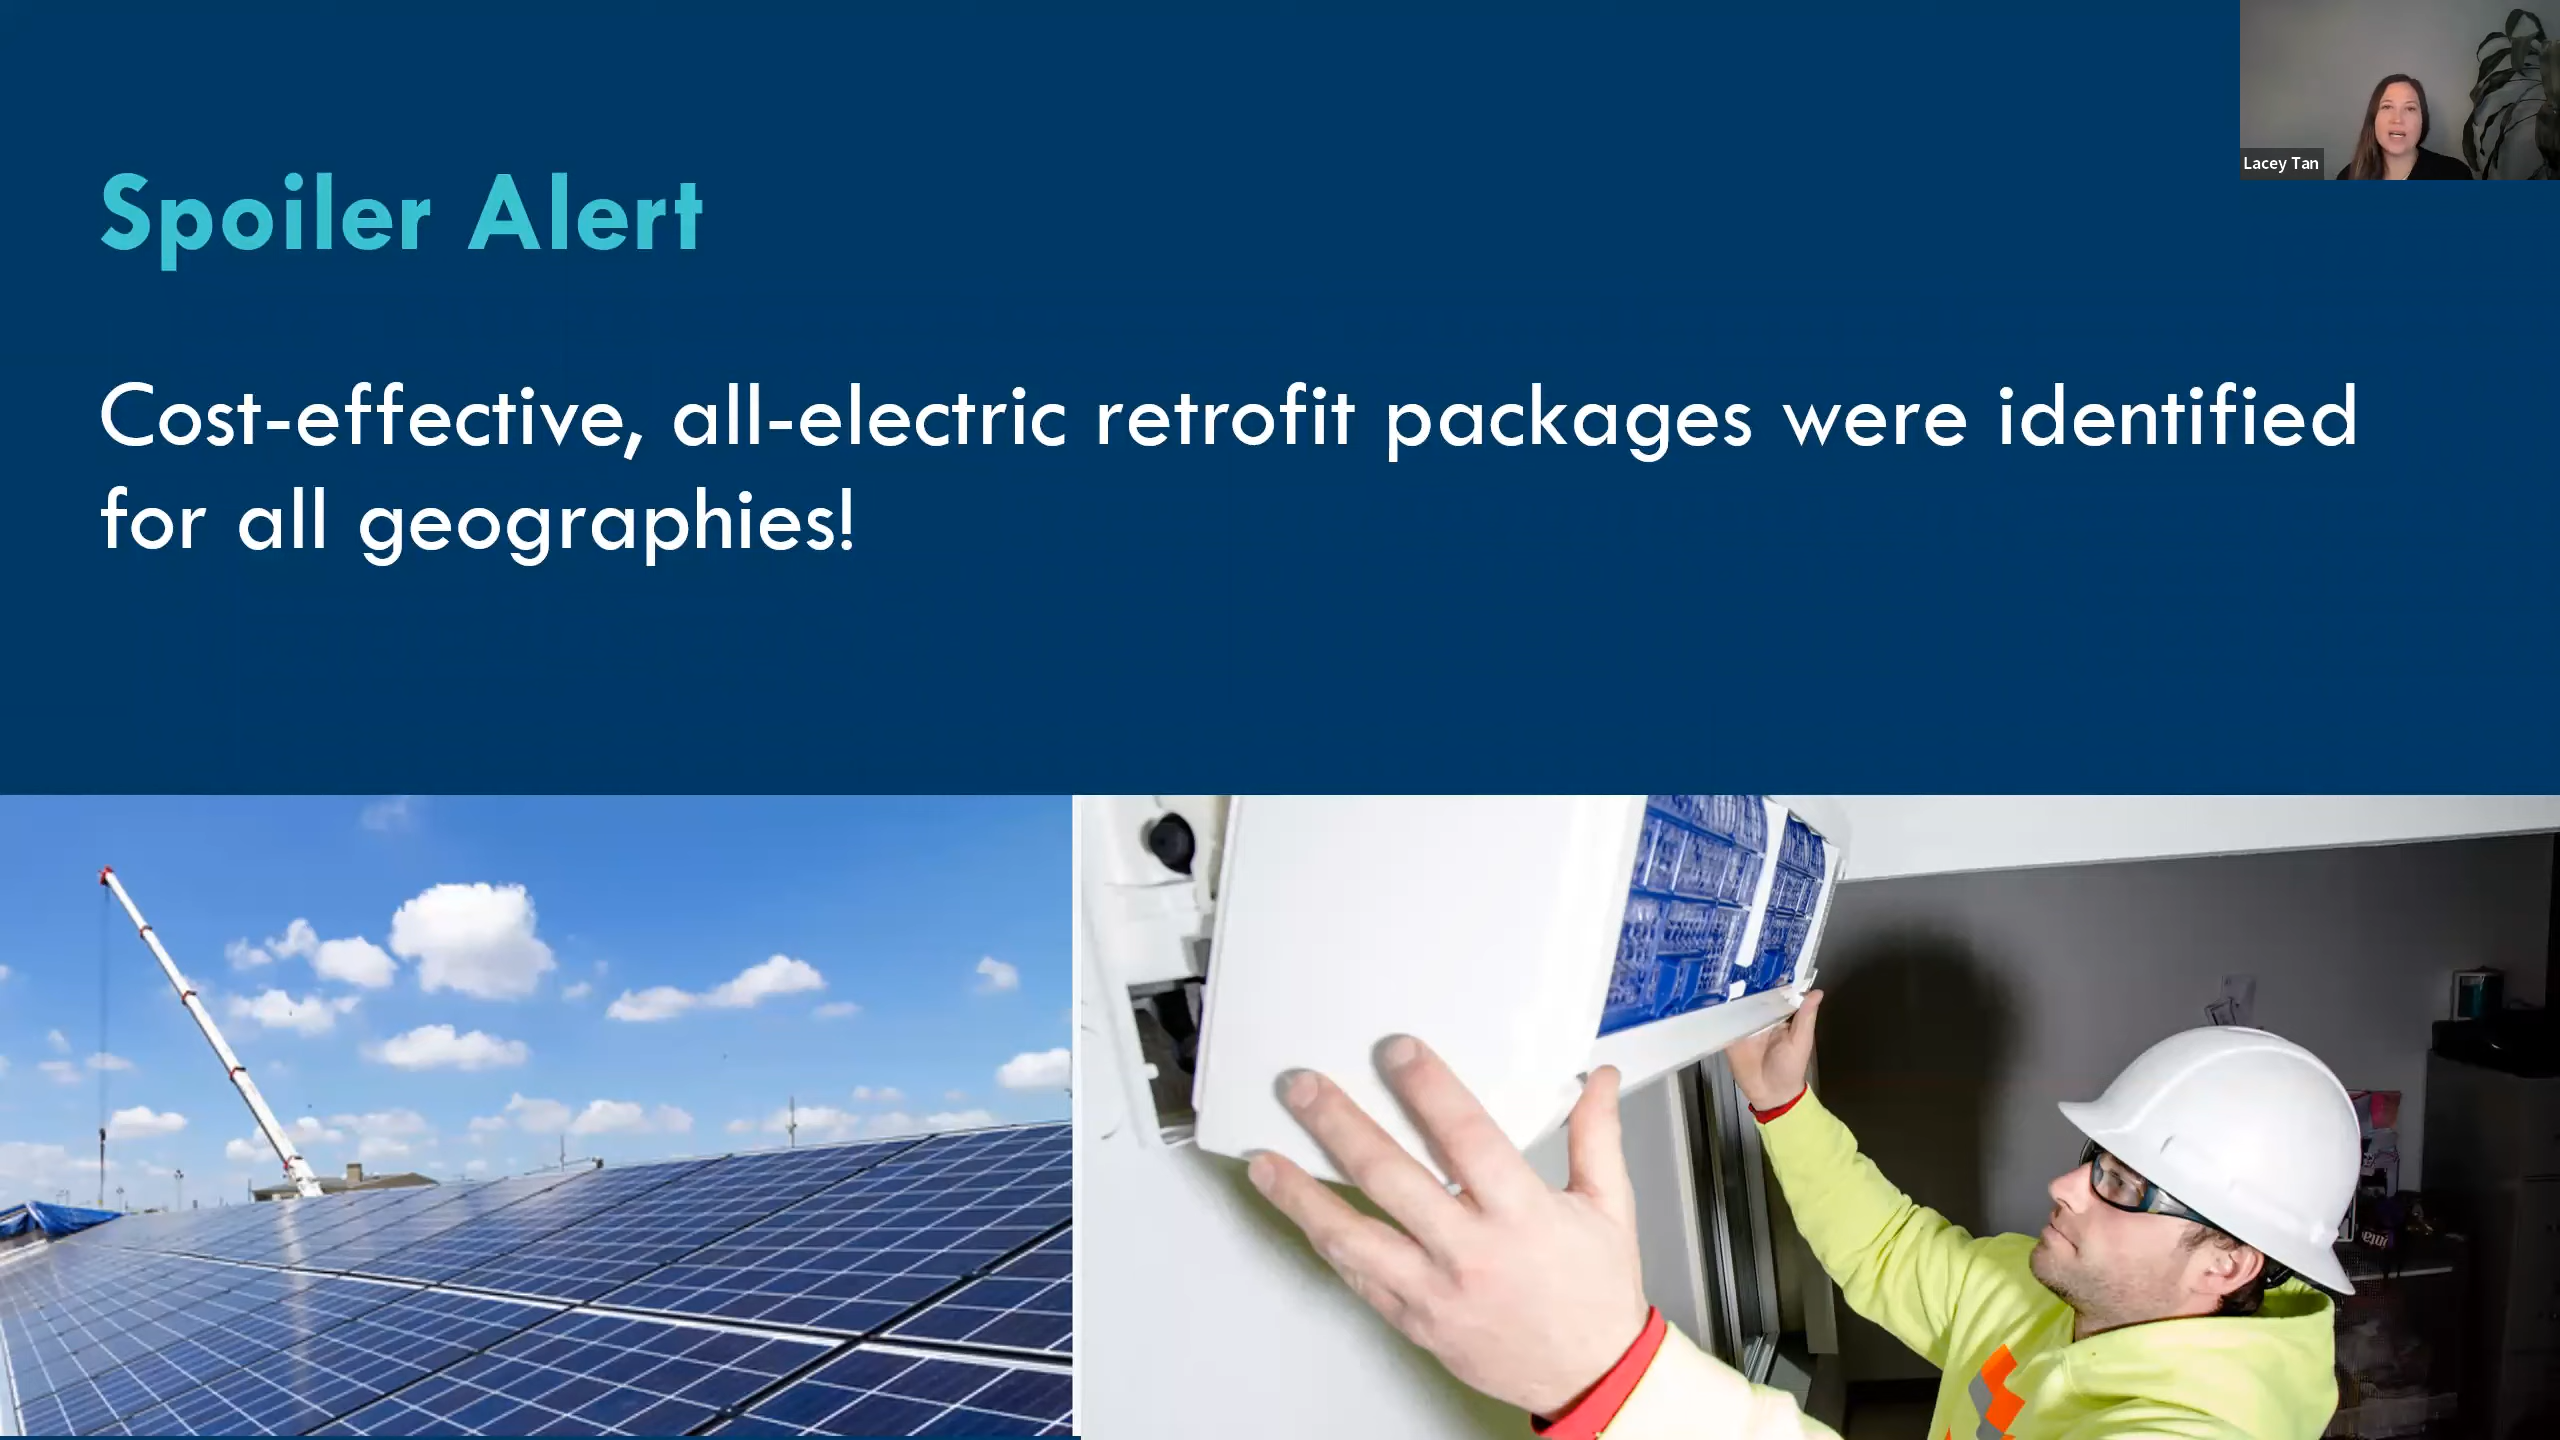 Lacey Tan
Spoiler Alert
Cost-effective, all-electric retrofit packages were identified
for all geographies!